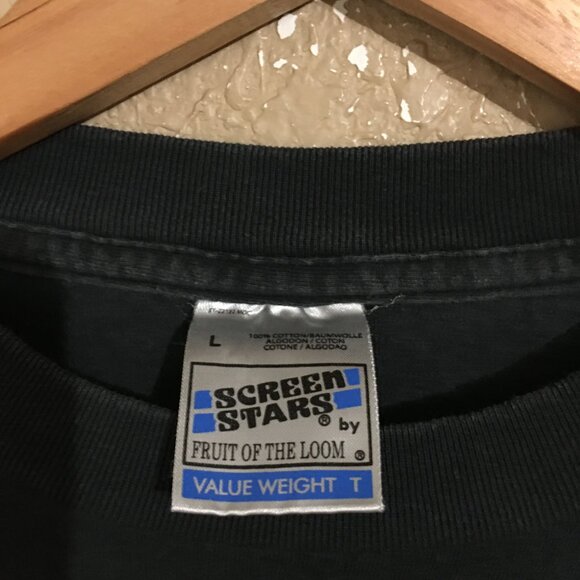 L
100% COTTON/BAUMWOLLE
ALGODON / COTON
COTONE / ALGODAO
SCREEN
STARS® by
FRUIT OF THE LOOM ®
VALUE WEIGHT T